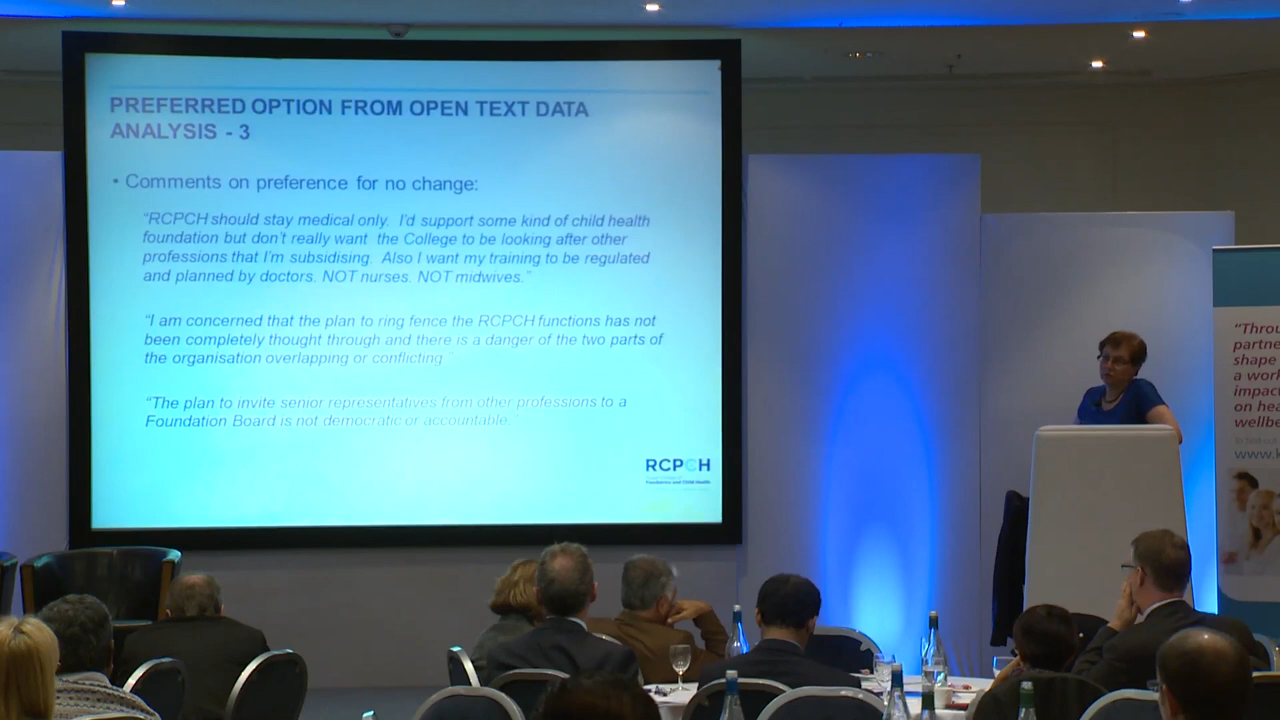 PREFERRED OPTION FROM OPEN TEXT DATA
ANALYSIS - 3
• Comments on preference for no change:
“RCPCH should stay medical only. I’d support some kind of child health
foundation but don’t really want the College to be looking after other
professions that I’m subsidising. Also I want my training to be regulated
and planned by doctors. NOT nurses. NOT midwives.”
“I am concerned that the plan to ring fence the RCPCH functions has not
been completely thought through and there is a danger of the two parts of
the organisation overlapping or conflicting.”
“The plan to invite senior representatives from other professions to a
Foundation Board is not democratic or accountable.”
RCPCH
Paediatrics and Child Health
“Throu
partne
shape
a work
impac
on hea
wellbe
www.k